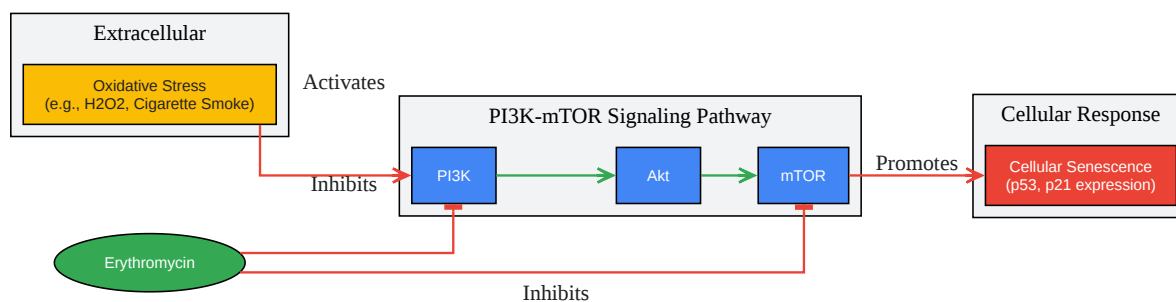 Extracellular
Oxidative Stress
(e.g., H2O2, Cigarette Smoke)
Activates
PI3K-mTOR Signaling Pathway
Cellular Response
Inhibits
PI3K
Akt
mTOR
Promotes
Cellular Senescence
(p53, p21 expression)
Erythromycin
Inhibits